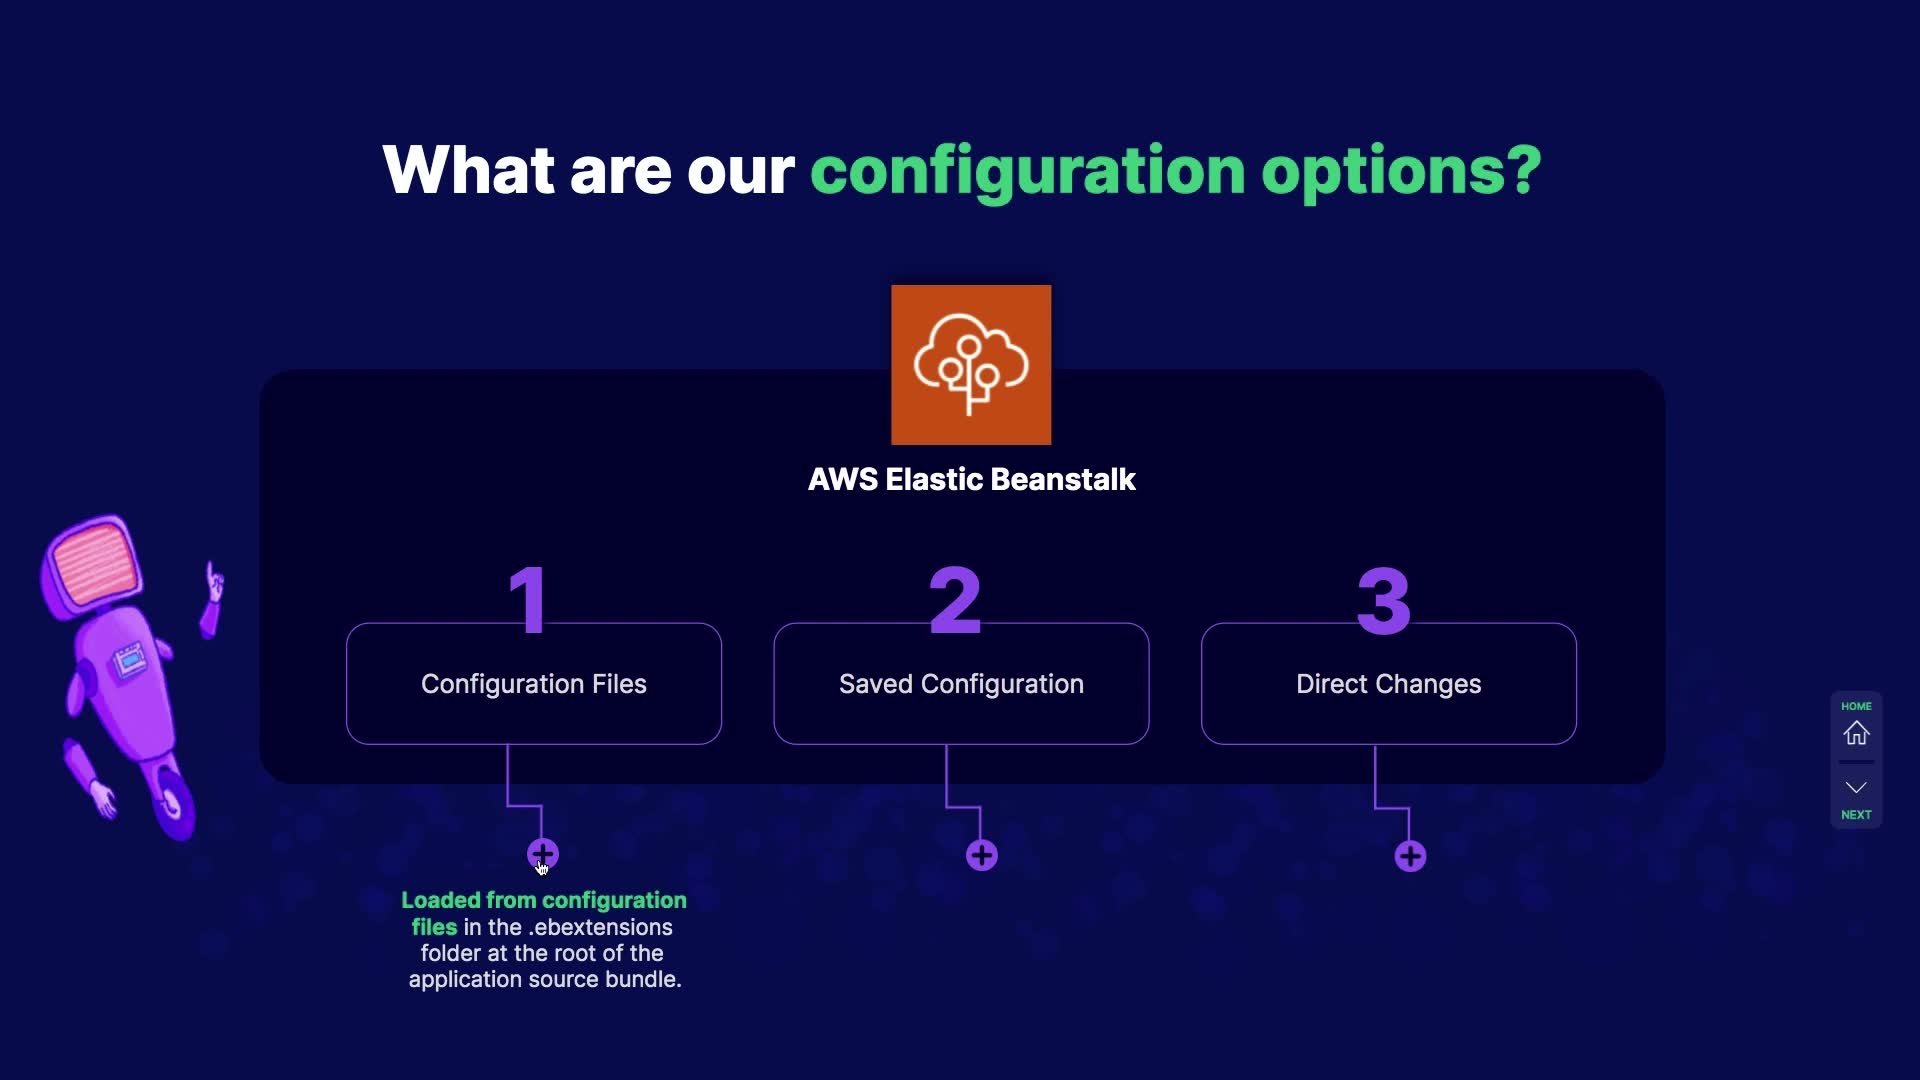 What are our configuration options?
AWS Elastic Beanstalk
1
2
3
Configuration Files
Saved Configuration
Direct Changes
HOME
NEXT
Loaded from configuration
files in the .ebextensions
folder at the root of the
application source bundle.